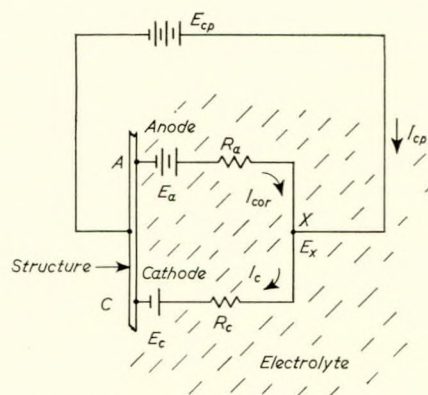 E_cp
I_cp
Anode
R_a
A
E_a
I_cor
X
E_x
Structure
Cathode
I_c
C
R_c
E_c
Electrolyte